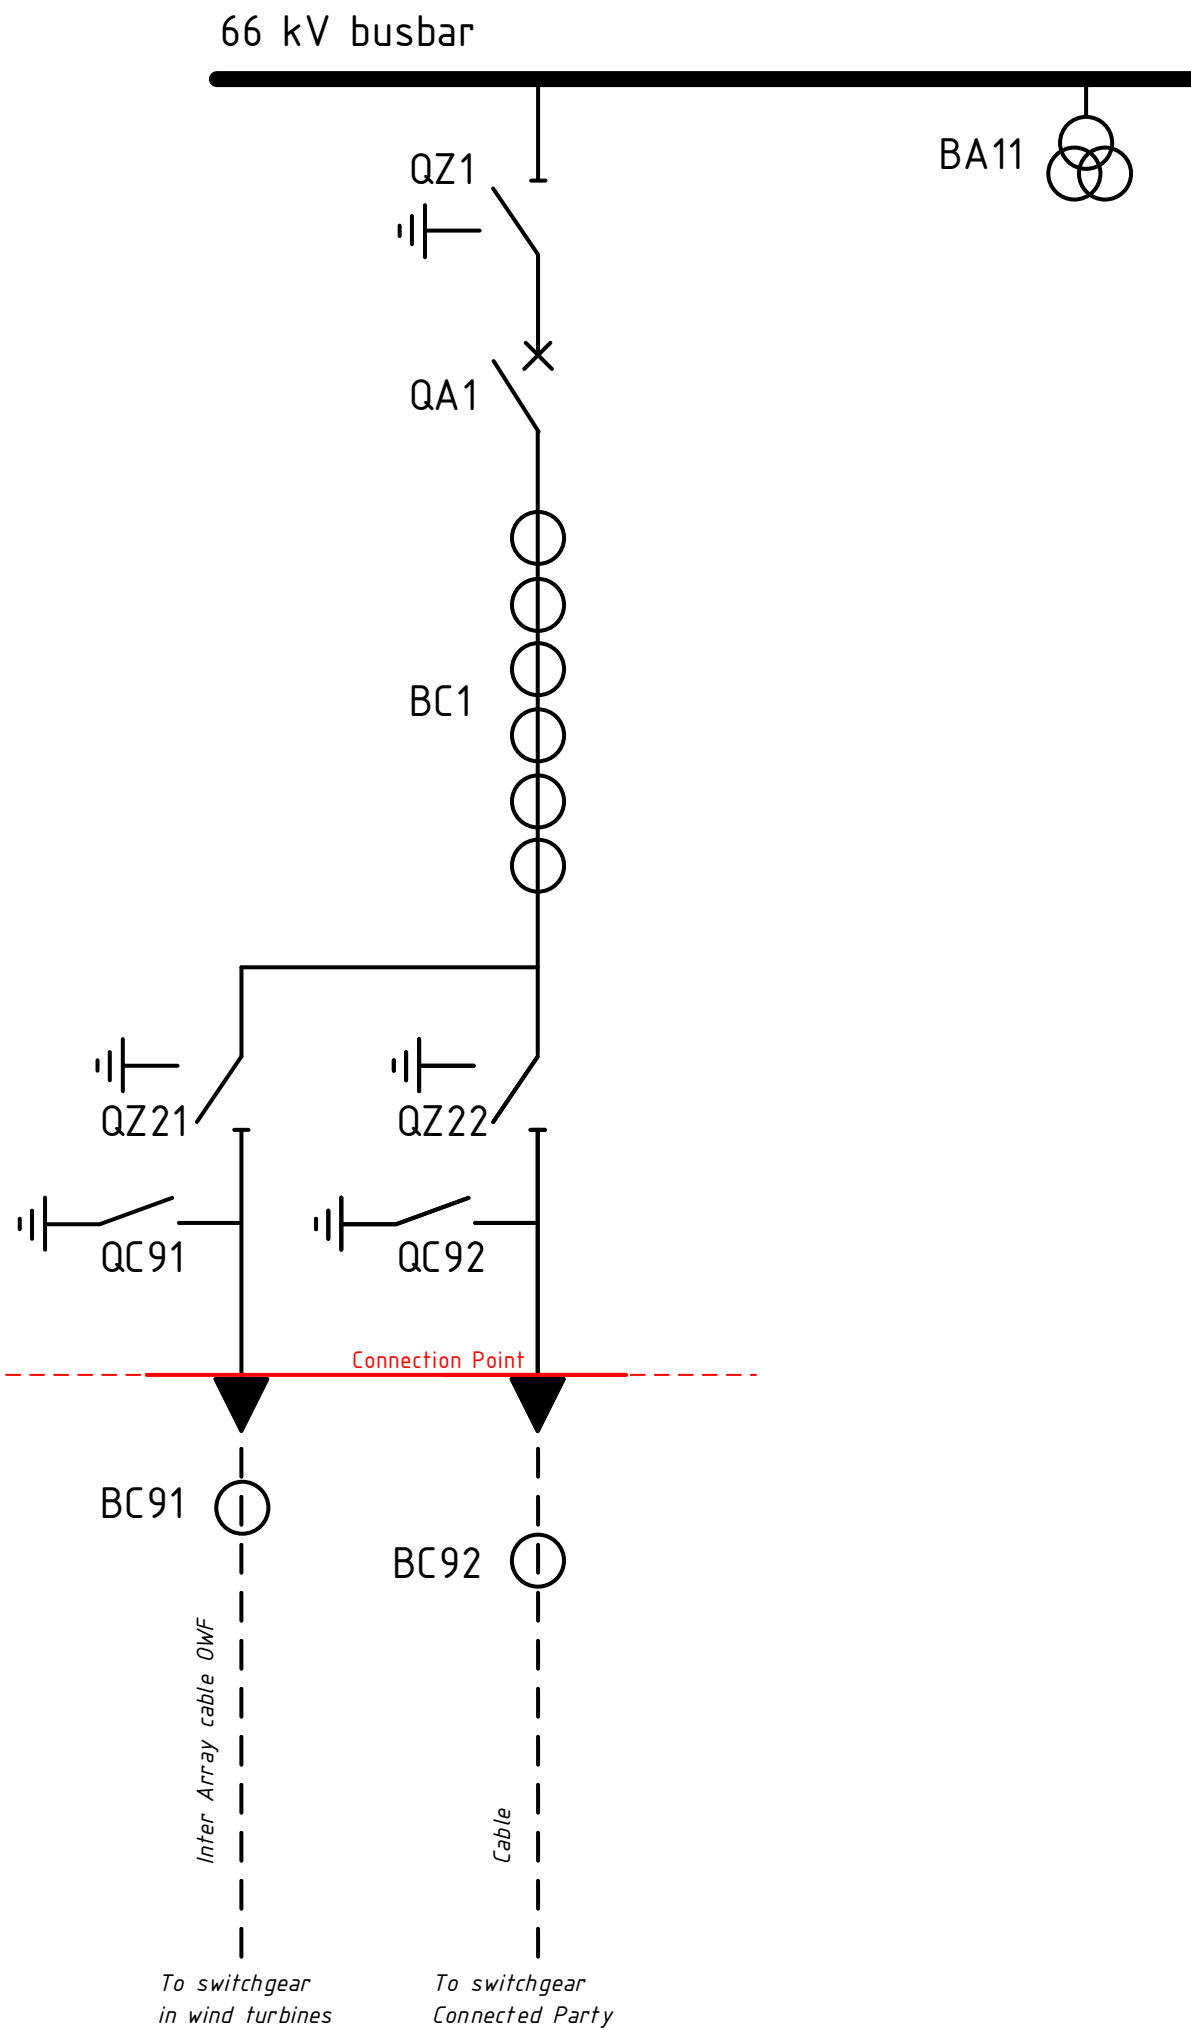 66 kV busbar
QZ1
BA11
QA1
BC1
QZ21
QZ22
QC91
QC92
Connection Point
BC91
BC92
Inter Array cable OWF
Cable
To switchgear
in wind turbines
To switchgear
Connected Party